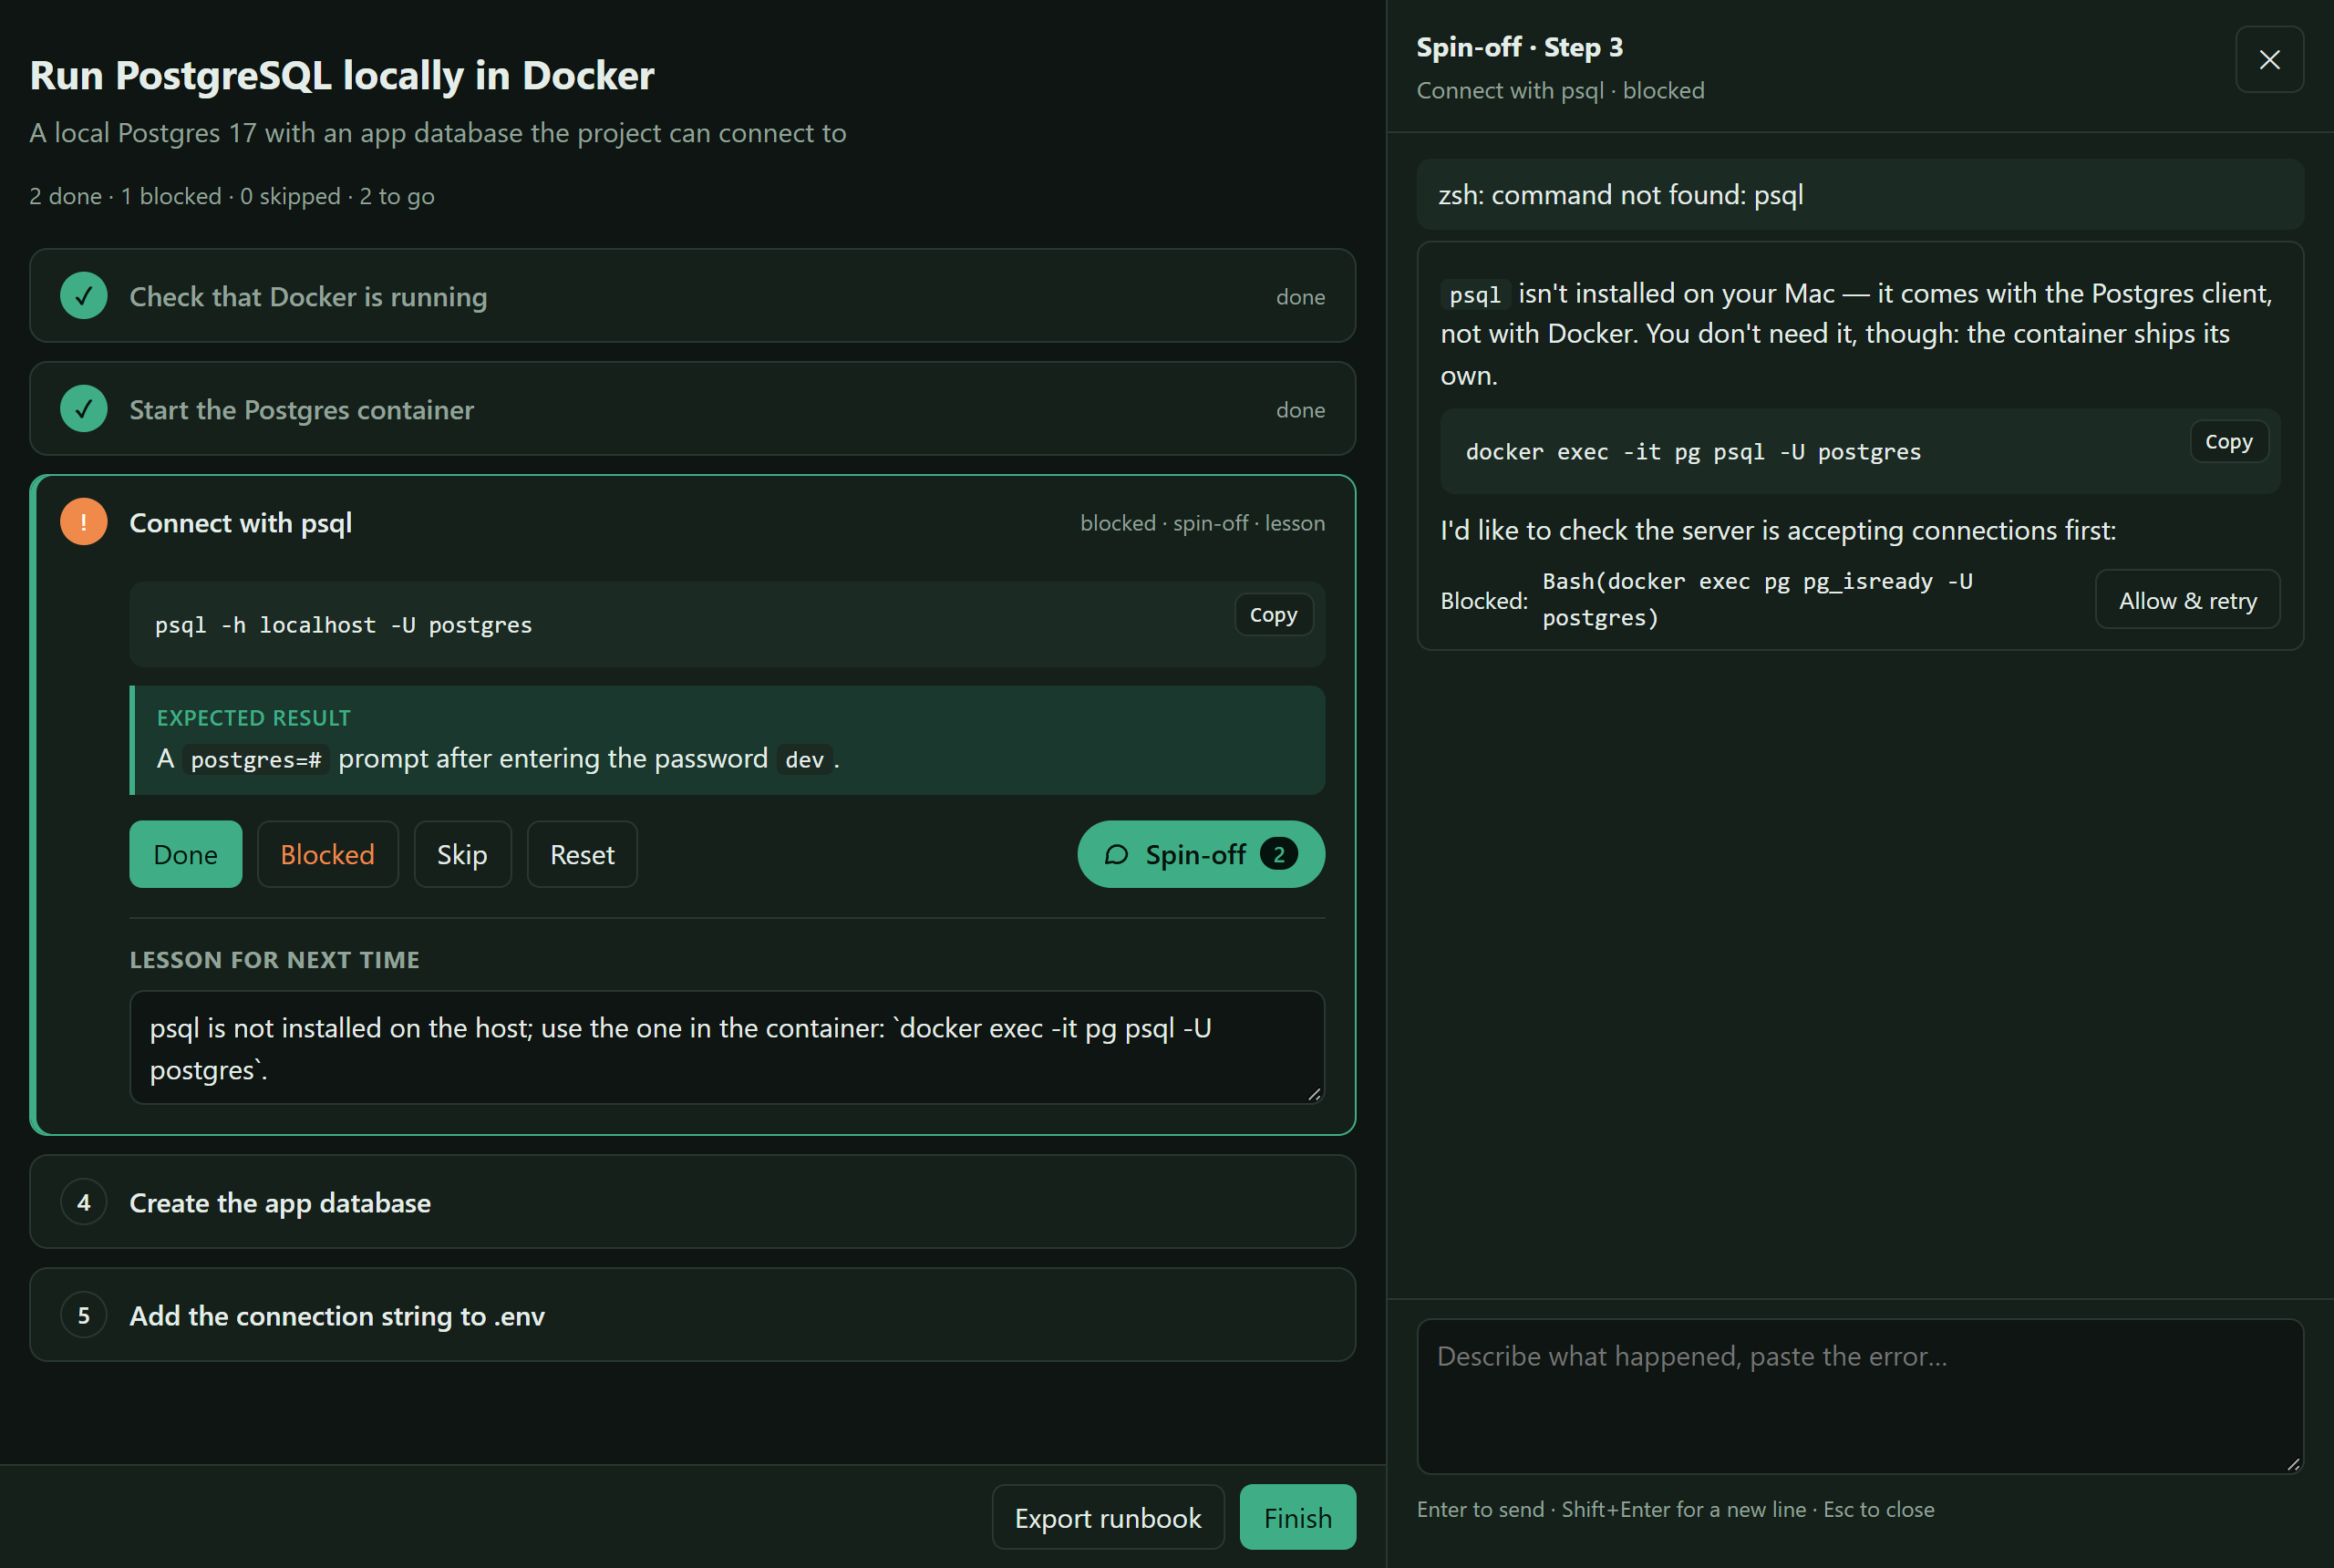 Run PostgreSQL locally in Docker
A local Postgres 17 with an app database the project can connect to
2 done · 1 blocked · 0 skipped · 2 to go
✓ Check that Docker is running done
✓ Start the Postgres container done
! Connect with psql blocked · spin-off · lesson
psql -h localhost -U postgres Copy
EXPECTED RESULT
A postgres=# prompt after entering the password dev.
Done Blocked Skip Reset Spin-off 2
LESSON FOR NEXT TIME
psql is not installed on the host; use the one in the container: `docker exec -it pg psql -U
postgres`.
4 Create the app database
5 Add the connection string to .env
Export runbook Finish
Spin-off · Step 3
Connect with psql · blocked
zsh: command not found: psql
psql isn't installed on your Mac — it comes with the Postgres client,
not with Docker. You don't need it, though: the container ships its
own.
docker exec -it pg psql -U postgres Copy
I'd like to check the server is accepting connections first:
Blocked: Bash(docker exec pg pg_isready -U
postgres) Allow & retry
Describe what happened, paste the error...
Enter to send · Shift+Enter for a new line · Esc to close